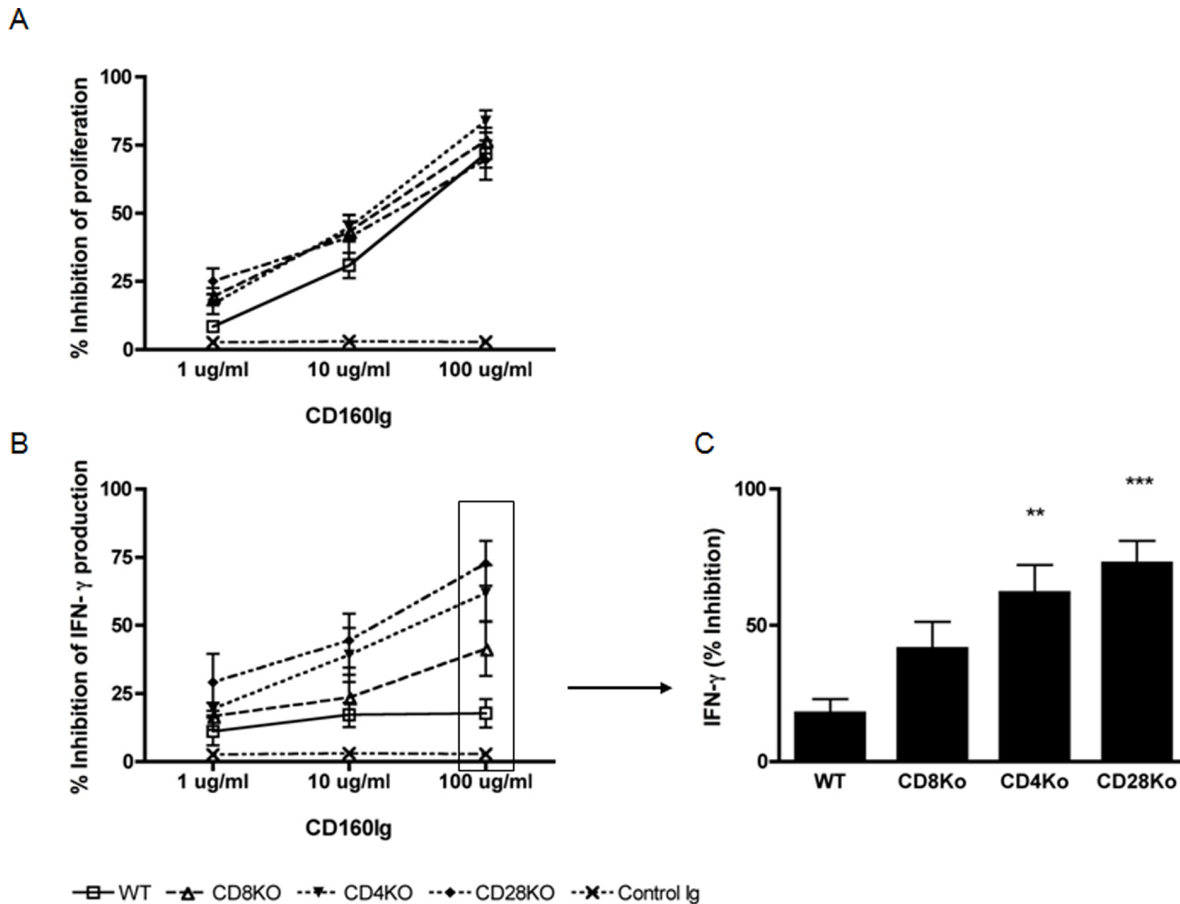 A
% Inhibition of proliferation
100
75
50
25
0
1 ug/ml 10 ug/ml 100 ug/ml
CD160Ig
B
% Inhibition of IFN- γ production
100
75
50
25
0
1 ug/ml 10 ug/ml 100 ug/ml
CD160Ig
C
IFN-γ (% Inhibition)
100
50
0
** ***
WT CD8Ko CD4Ko CD28Ko
WT CD8KO CD4KO CD28KO Control Ig